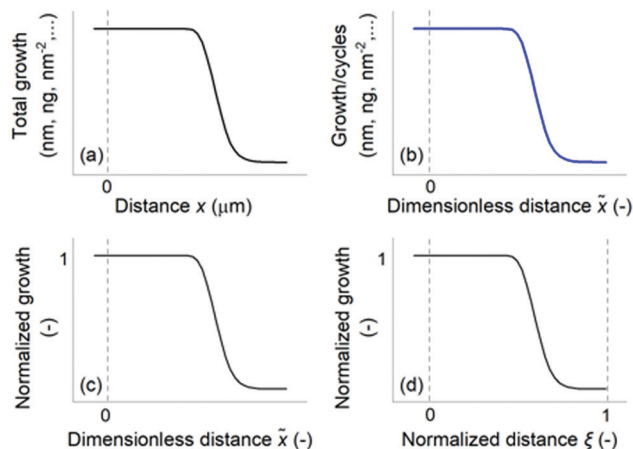 Total growth
(nm, ng, nm⁻²,...)
(a)
0
Distance x (μm)
Growth/cycles
(nm, ng, nm⁻²,...)
(b)
0
Dimensionless distance x̃ (-)
Normalized growth
(-)
1
(c)
0
Dimensionless distance x̃ (-)
Normalized growth
(-)
1
(d)
0
1
Normalized distance ξ (-)